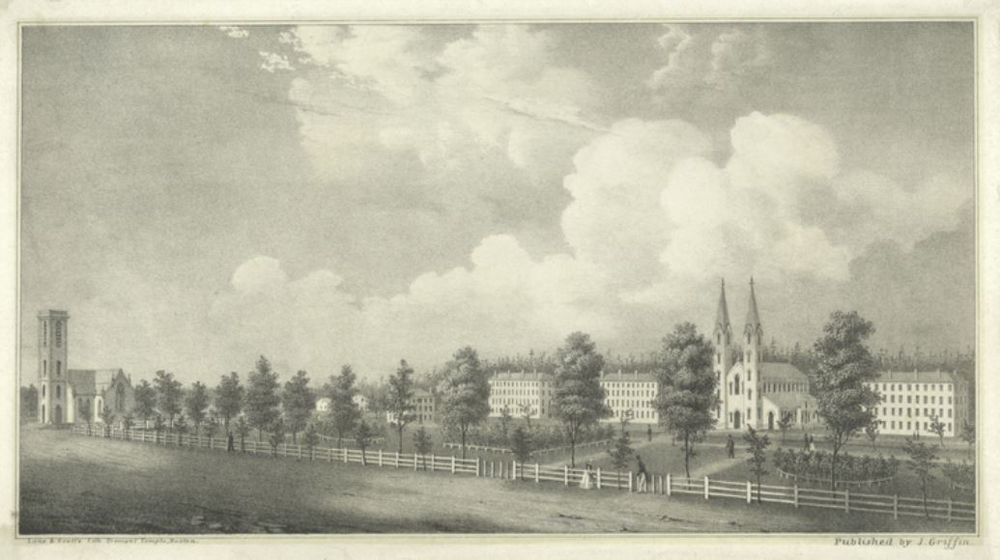 Lane & Scott's Lith. Tremont Temple, Boston.
Published by J. Griffin.